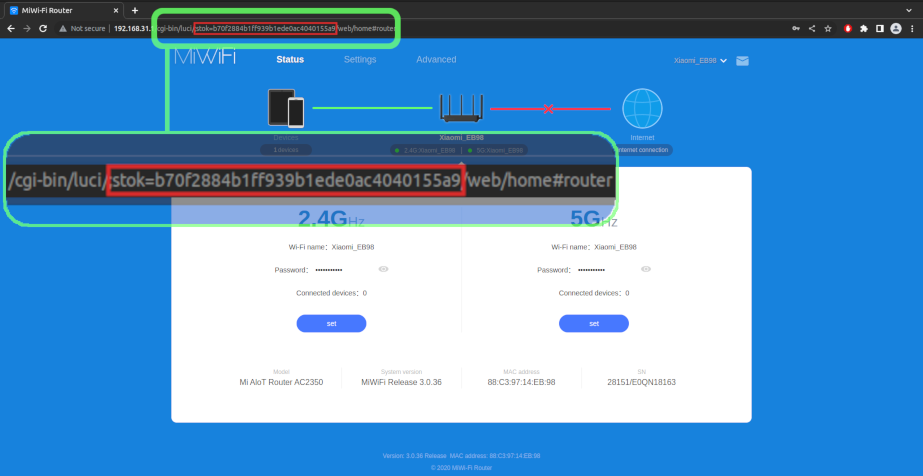 MiWi-Fi Router
Not secure | 192.168.31.
cgi-bin/luci/;stok=b70f2884b1ff939b1ede0ac4040155a9/web/home#router
MiWiFi
Status
Settings
Advanced
Xiaomi_EB98
Devices
Xiaomi_EB98
Internet
1devices
2.4G:Xiaomi_EB98
5G:Xiaomi_EB98
Internet connection
/cgi-bin/luci/;stok=b70f2884b1ff939b1ede0ac4040155a9/web/home#router
2.4GHz
5GHz
Wi-Fi name：Xiaomi_EB98
Wi-Fi name：Xiaomi_EB98
Password： •••••••••••
Password： •••••••••••
Connected devices：0
Connected devices：0
set
set
Model
System version
MAC address
SN
Mi AIoT Router AC2350
MiWiFi Release 3.0.36
88:C3:97:14:EB:98
28151/E0QN18163
Version: 3.0.36 Release MAC address: 88:C3:97:14:EB:98
© 2020 MiWi-Fi Router